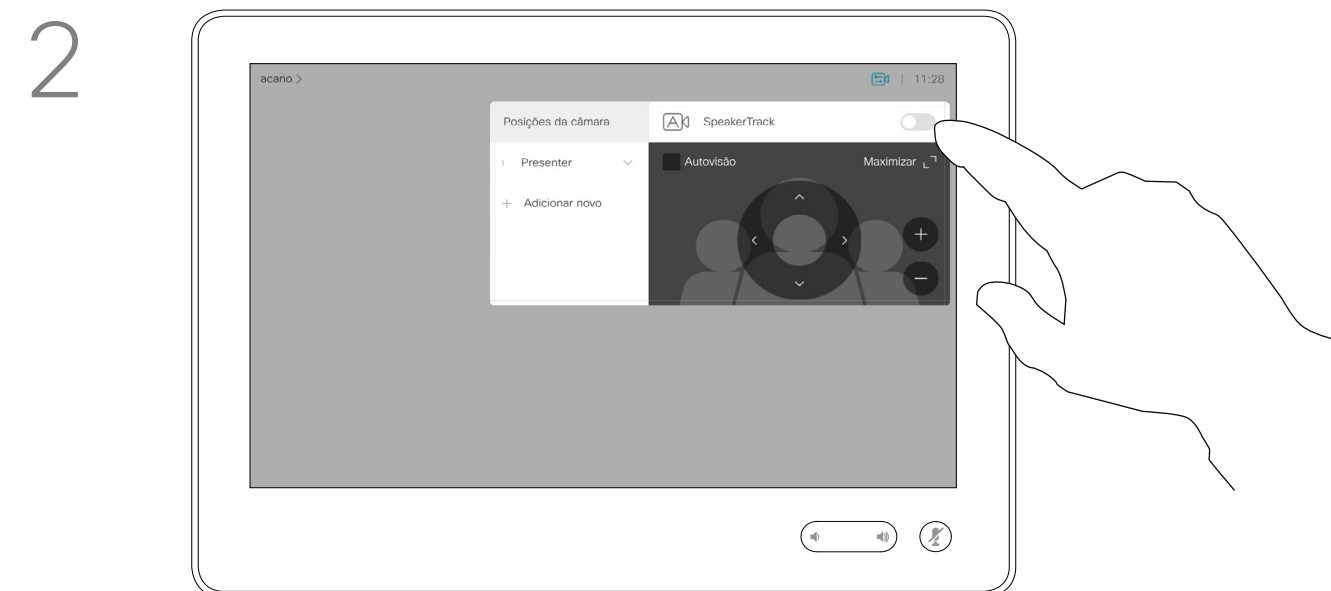 2
acano >
11:28
Posições da câmara
SpeakerTrack
1 Presenter
Autovisão
Maximizar
+ Adicionar novo